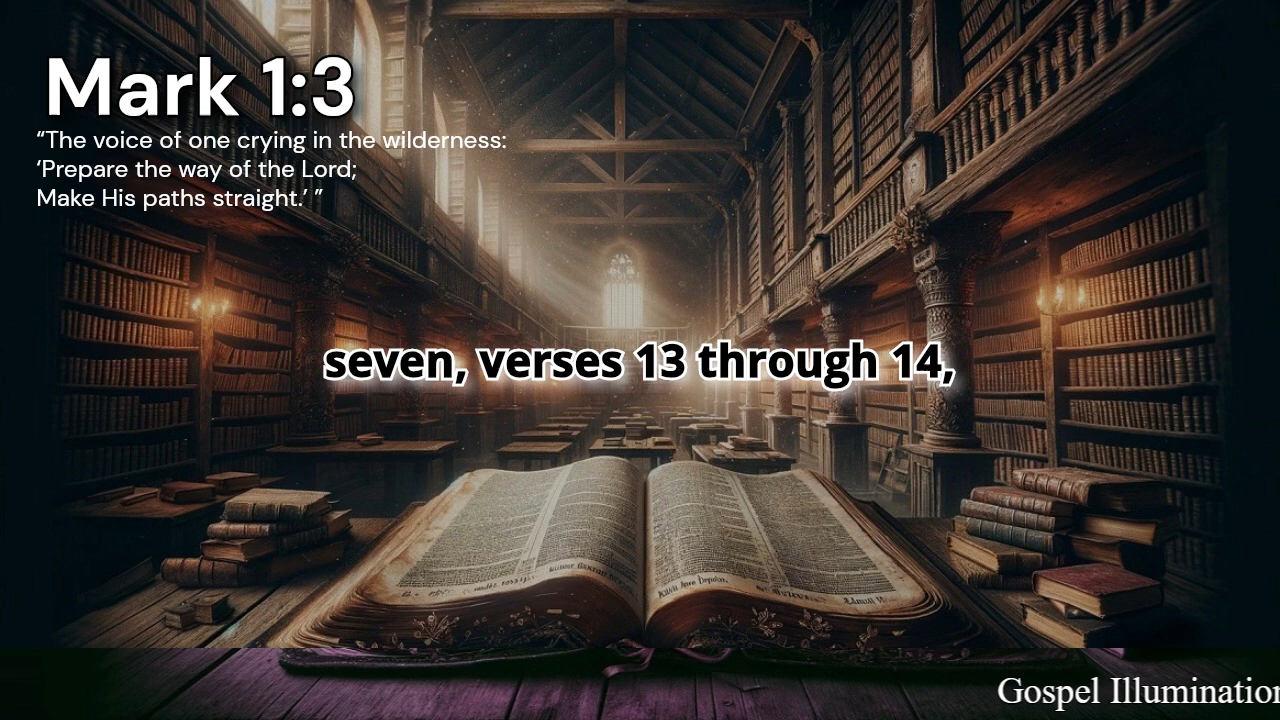 Mark 1:3
“The voice of one crying in the wilderness:
‘Prepare the way of the Lord;
Make His paths straight.’ ”
seven, verses 13 through 14,
Gospel Illumination